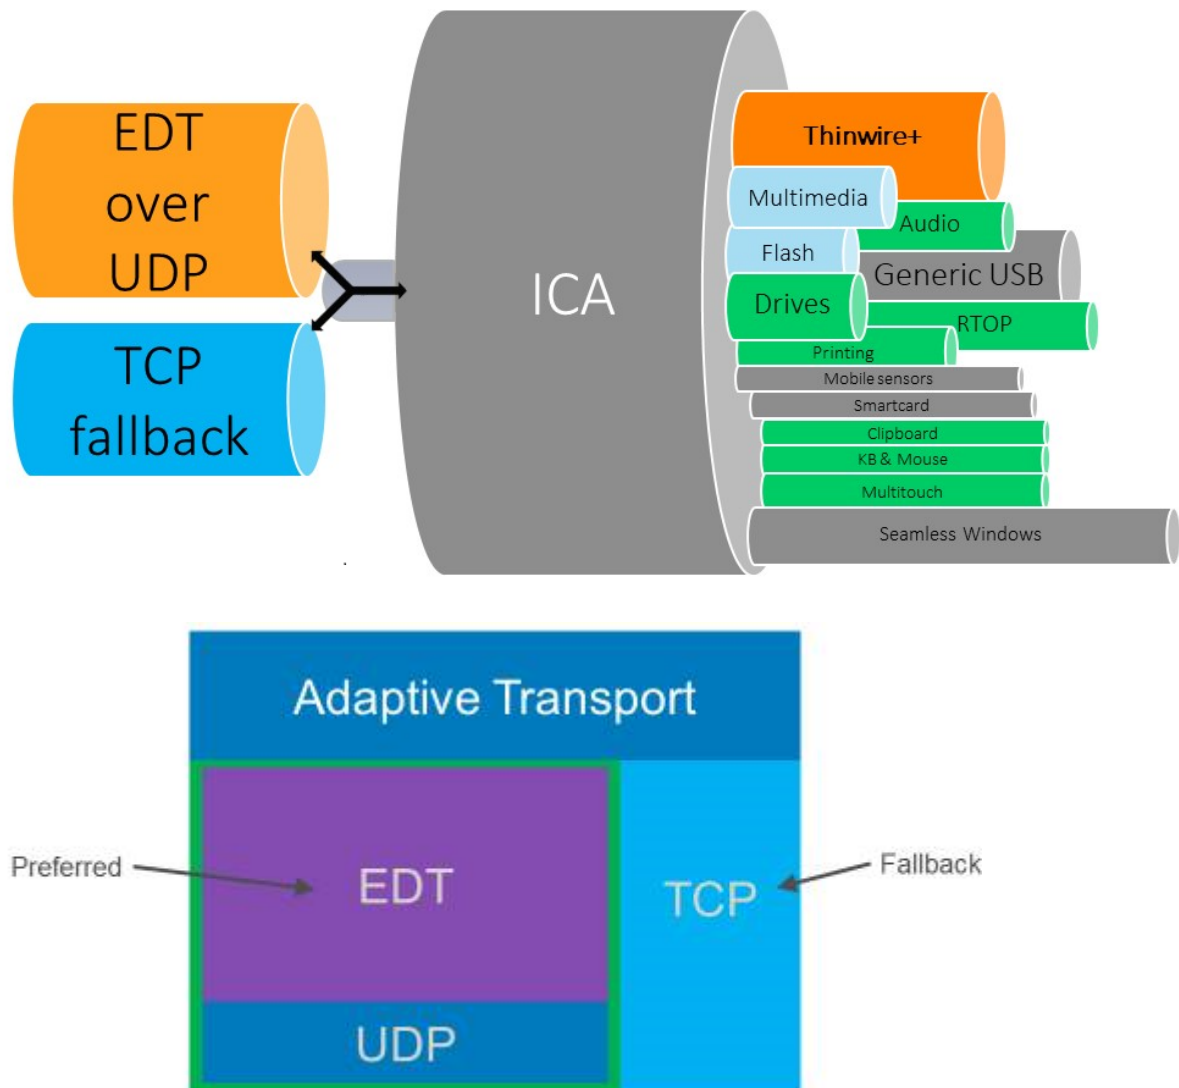 EDT
over
UDP
TCP
fallback
ICA
Thinwire+
Multimedia
Audio
Flash
Generic USB
Drives
RTOP
Printing
Mobile sensors
Smartcard
Clipboard
KB & Mouse
Multitouch
Seamless Windows
.
Adaptive Transport
Preferred
EDT
UDP
TCP
Fallback